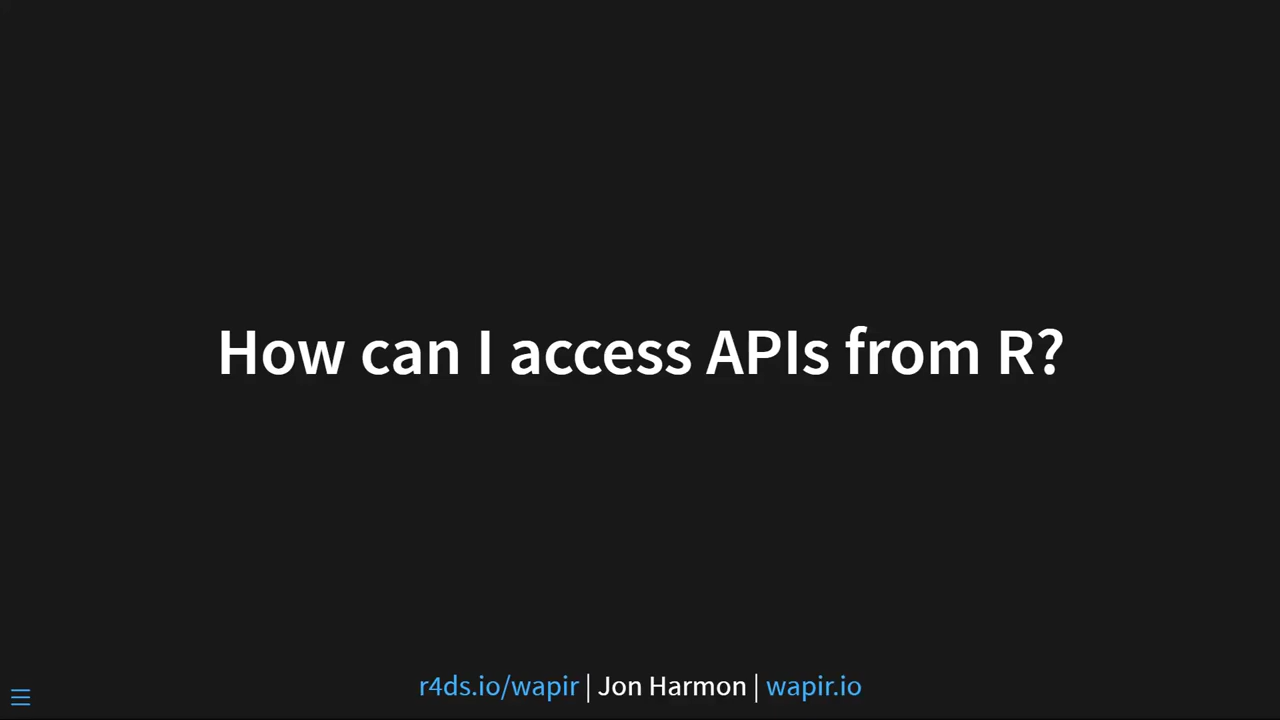 How can I access APIs from R?
r4ds.io/wapir | Jon Harmon | wapir.io